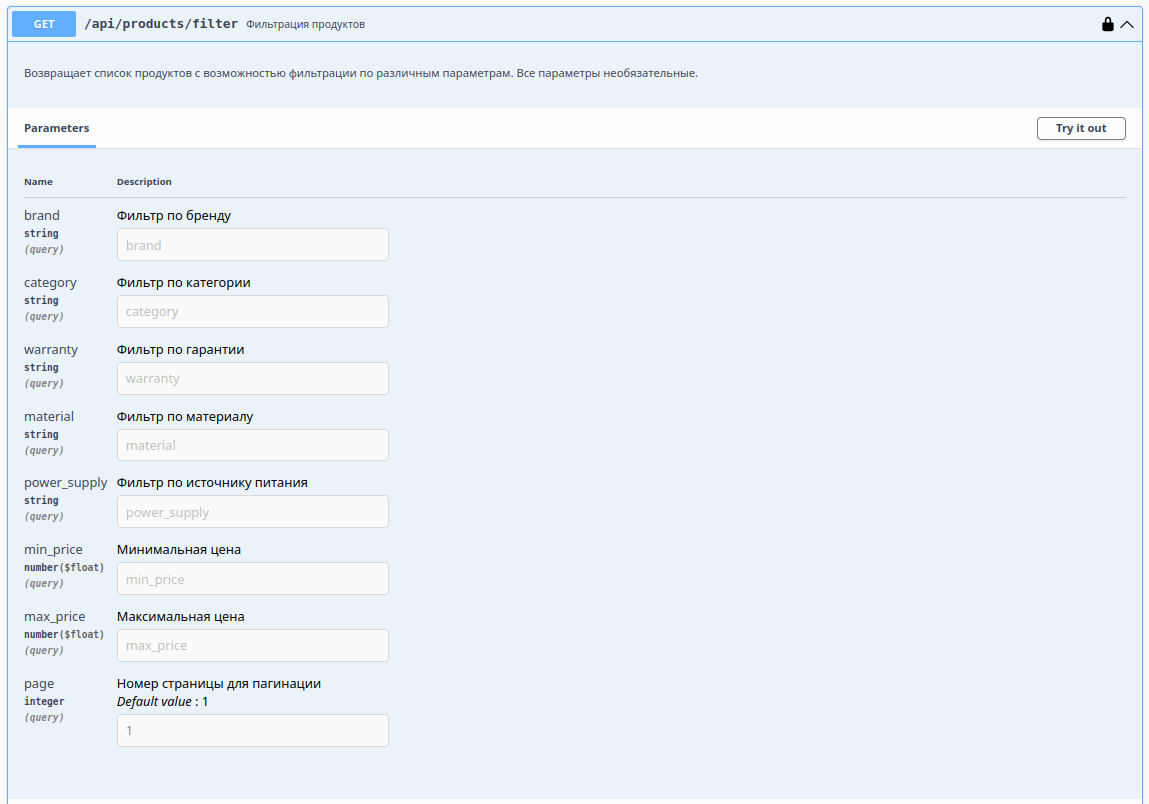 GET /api/products/filter Фильтрация продуктов
Возвращает список продуктов с возможностью фильтрации по различным параметрам. Все параметры необязательные.
Parameters Try it out
Name Description
brand Фильтр по бренду
string
(query) brand
category Фильтр по категории
string
(query) category
warranty Фильтр по гарантии
string
(query) warranty
material Фильтр по материалу
string
(query) material
power_supply Фильтр по источнику питания
string
(query) power_supply
min_price Минимальная цена
number($float)
(query) min_price
max_price Максимальная цена
number($float)
(query) max_price
page Номер страницы для пагинации
integer Default value : 1
(query) 1